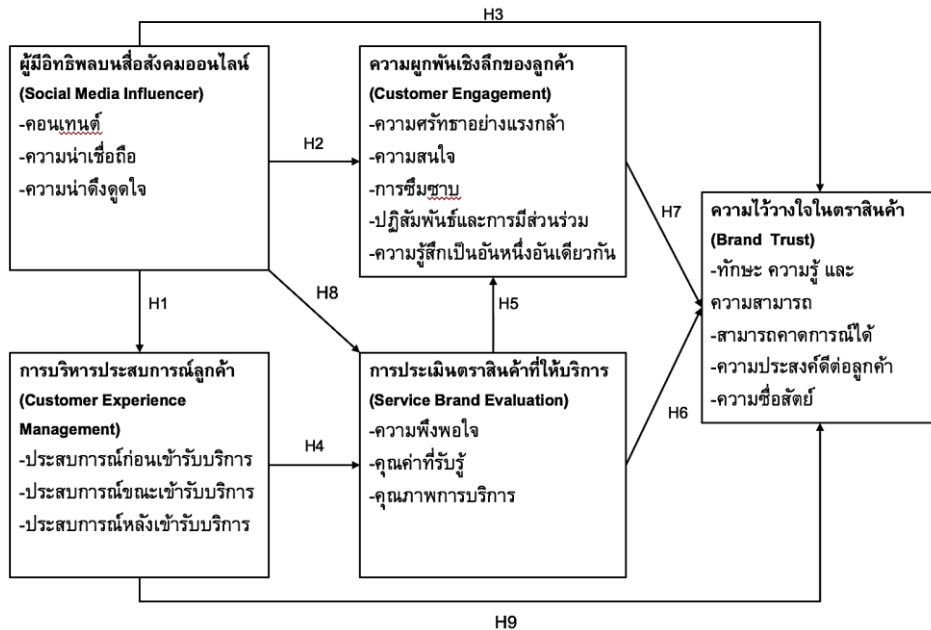 H3
ผู้มีอิทธิพลบนสื่อสังคมออนไลน์
(Social Media Influencer)
-คอนเทนต์
-ความน่าเชื่อถือ
-ความน่าดึงดูดใจ
H2
ความผูกพันเชิงลึกของลูกค้า
(Customer Engagement)
-ความศรัทธาอย่างแรงกล้า
-ความสนใจ
-การซึมซาบ
-ปฏิสัมพันธ์และการมีส่วนร่วม
-ความรู้สึกเป็นอันหนึ่งอันเดียวกัน
H7
ความไว้วางใจในตราสินค้า
(Brand Trust)
-ทักษะ ความรู้ และ
ความสามารถ
-สามารถคาดการณ์ได้
-ความประสงค์ดีต่อลูกค้า
-ความซื่อสัตย์
H1
H8
H5
การบริหารประสบการณ์ลูกค้า
(Customer Experience
Management)
-ประสบการณ์ก่อนเข้ารับบริการ
-ประสบการณ์ขณะเข้ารับบริการ
-ประสบการณ์หลังเข้ารับบริการ
H4
การประเมินตราสินค้าที่ให้บริการ
(Service Brand Evaluation)
-ความพึงพอใจ
-คุณค่าที่รับรู้
-คุณภาพการบริการ
H6
H9